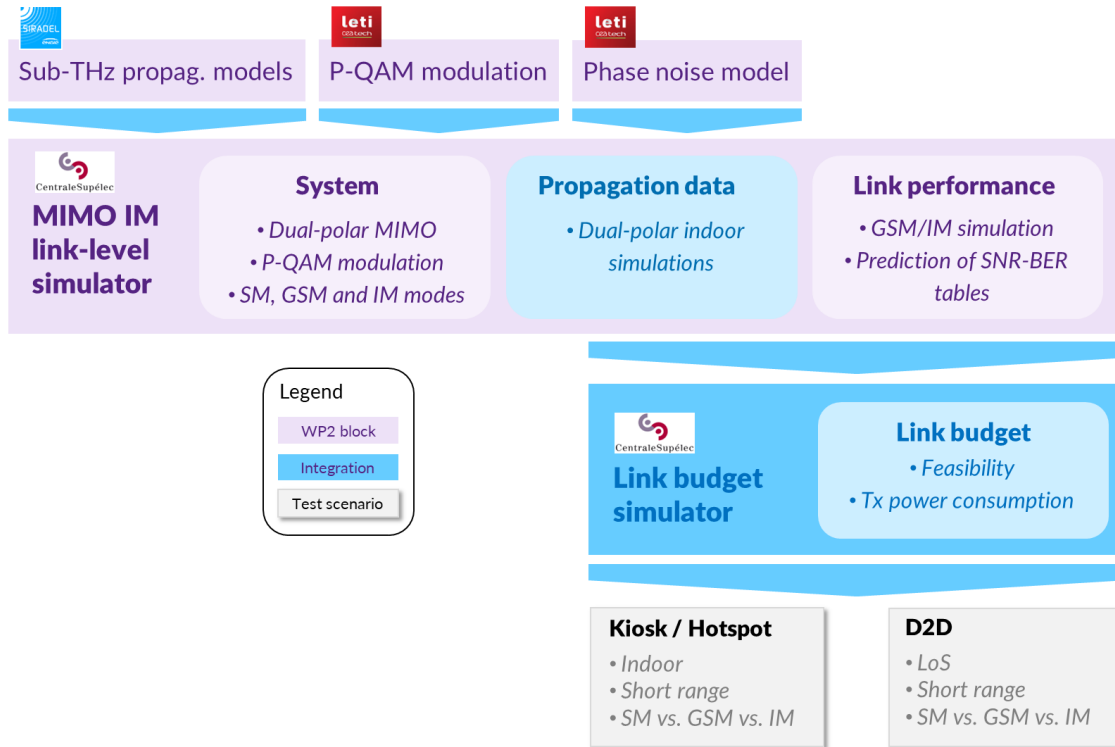 SIRADEL
leti
ceatech
leti
ceatech
Sub-THz propag. models
P-QAM modulation
Phase noise model
CentraleSupélec
MIMO IM
link-level
simulator
System
• Dual-polar MIMO
• P-QAM modulation
• SM, GSM and IM modes
Propagation data
• Dual-polar indoor
simulations
Link performance
• GSM/IM simulation
• Prediction of SNR-BER
tables
Legend
WP2 block
Integration
Test scenario
CentraleSupélec
Link budget
simulator
Link budget
• Feasibility
• Tx power consumption
Kiosk / Hotspot
• Indoor
• Short range
• SM vs. GSM vs. IM
D2D
• LoS
• Short range
• SM vs. GSM vs. IM